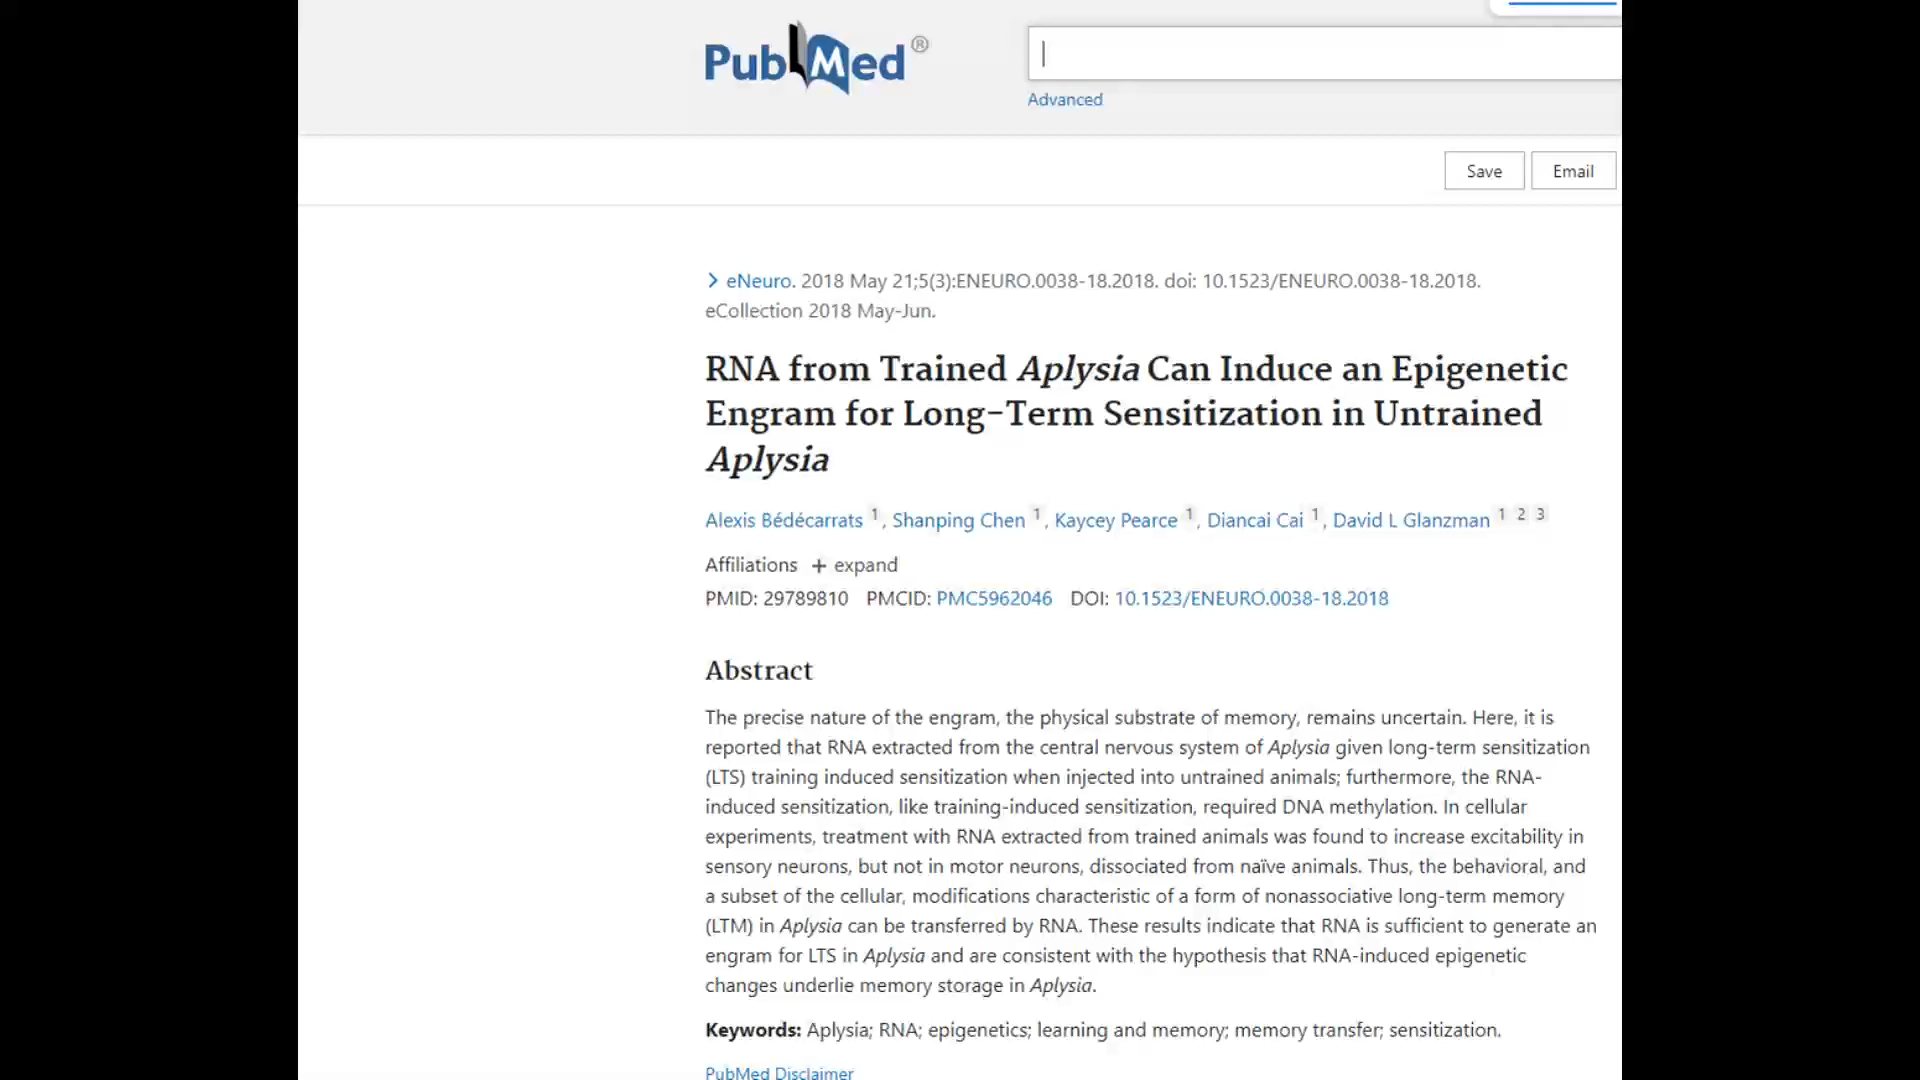 PubMed®
Advanced
Save
Email
eNeuro. 2018 May 21;5(3):ENEURO.0038-18.2018. doi: 10.1523/ENEURO.0038-18.2018.
eCollection 2018 May-Jun.
RNA from Trained Aplysia Can Induce an Epigenetic
Engram for Long-Term Sensitization in Untrained
Aplysia
Alexis Bédécarrats 1, Shanping Chen 1, Kaycey Pearce 1, Diancai Cai 1, David L Glanzman 1 2 3
Affiliations + expand
PMID: 29789810 PMCID: PMC5962046 DOI: 10.1523/ENEURO.0038-18.2018
Abstract
The precise nature of the engram, the physical substrate of memory, remains uncertain. Here, it is
reported that RNA extracted from the central nervous system of Aplysia given long-term sensitization
(LTS) training induced sensitization when injected into untrained animals; furthermore, the RNA-
induced sensitization, like training-induced sensitization, required DNA methylation. In cellular
experiments, treatment with RNA extracted from trained animals was found to increase excitability in
sensory neurons, but not in motor neurons, dissociated from naïve animals. Thus, the behavioral, and
a subset of the cellular, modifications characteristic of a form of nonassociative long-term memory
(LTM) in Aplysia can be transferred by RNA. These results indicate that RNA is sufficient to generate an
engram for LTS in Aplysia and are consistent with the hypothesis that RNA-induced epigenetic
changes underlie memory storage in Aplysia.
Keywords: Aplysia; RNA; epigenetics; learning and memory; memory transfer; sensitization.
PubMed Disclaimer